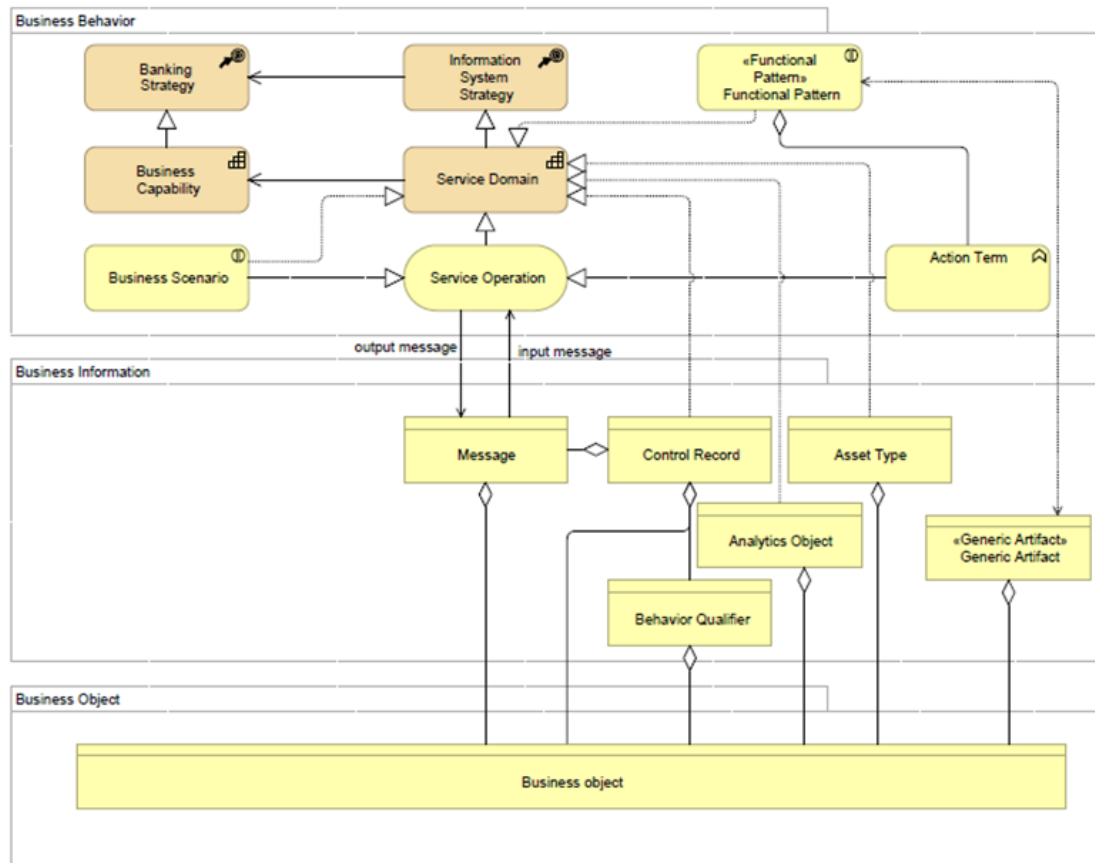 Business Behavior
Banking
Strategy
Information
System
Strategy
«Functional
Pattern»
Functional Pattern
Business
Capability
Service Domain
Business Scenario
Service Operation
Action Term
output message
input message
Business Information
Message
Control Record
Asset Type
Analytics Object
«Generic Artifact»
Generic Artifact
Behavior Qualifier
Business Object
Business object